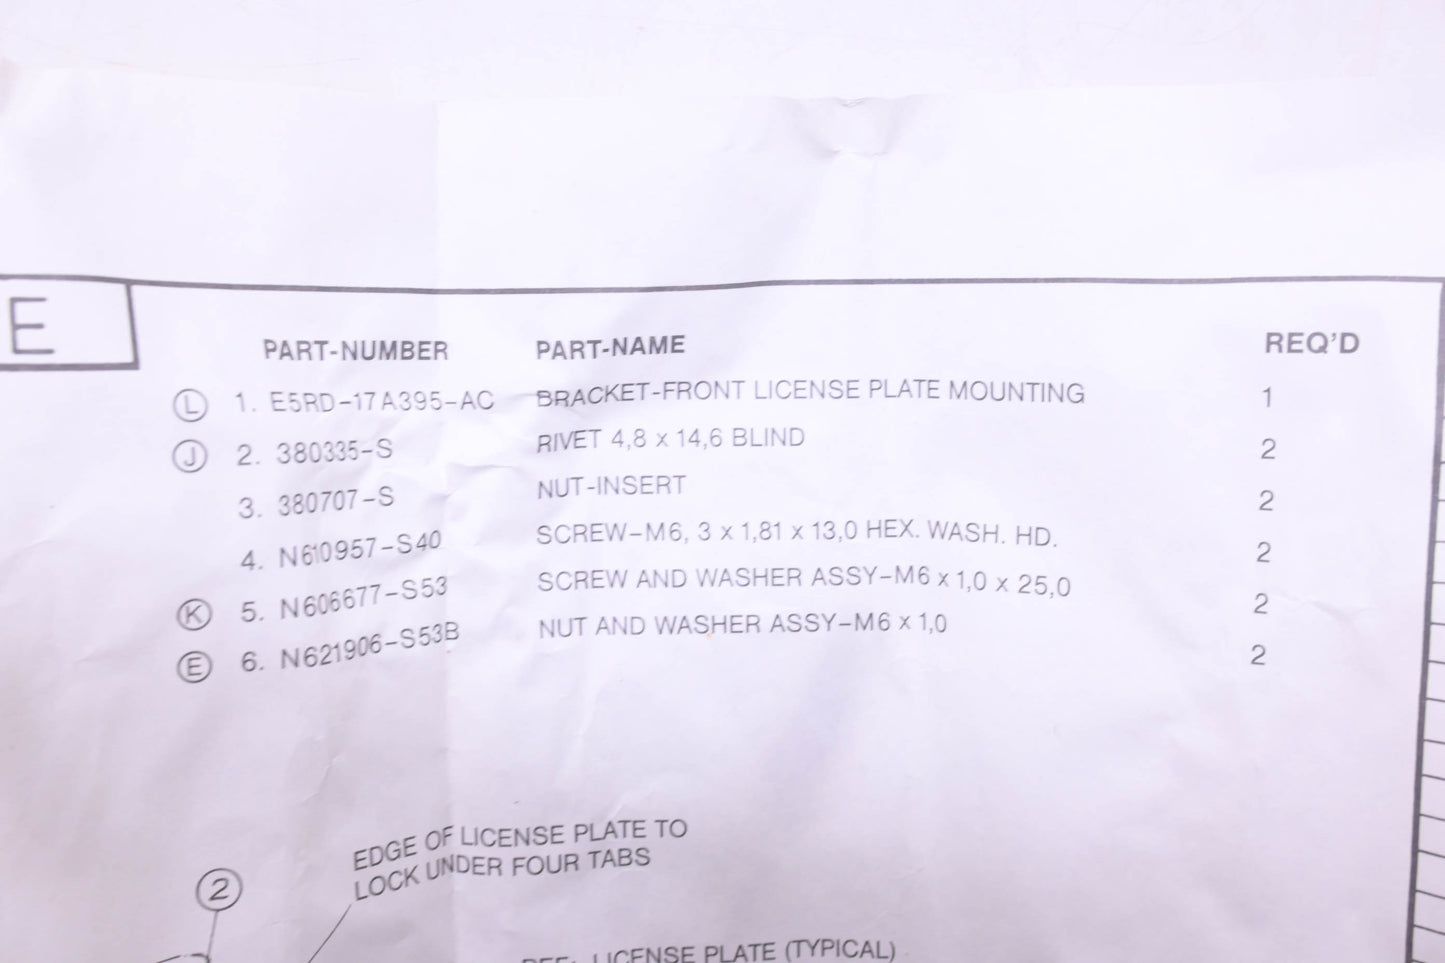 E
PART-NUMBER PART-NAME REQ'D
L 1. E5RD-17A395-AC BRACKET-FRONT LICENSE PLATE MOUNTING 1
J 2. 380335-S RIVET 4,8 x 14,6 BLIND 2
3. 380707-S NUT-INSERT 2
4. N610957-S40 SCREW-M6, 3 x 1,81 x 13,0 HEX. WASH. HD. 2
K 5. N606677-S53 SCREW AND WASHER ASSY-M6 x 1,0 x 25,0 2
E 6. N621906-S53B NUT AND WASHER ASSY-M6 x 1,0 2
EDGE OF LICENSE PLATE TO
LOCK UNDER FOUR TABS
2
LICENSE PLATE (TYPICAL)